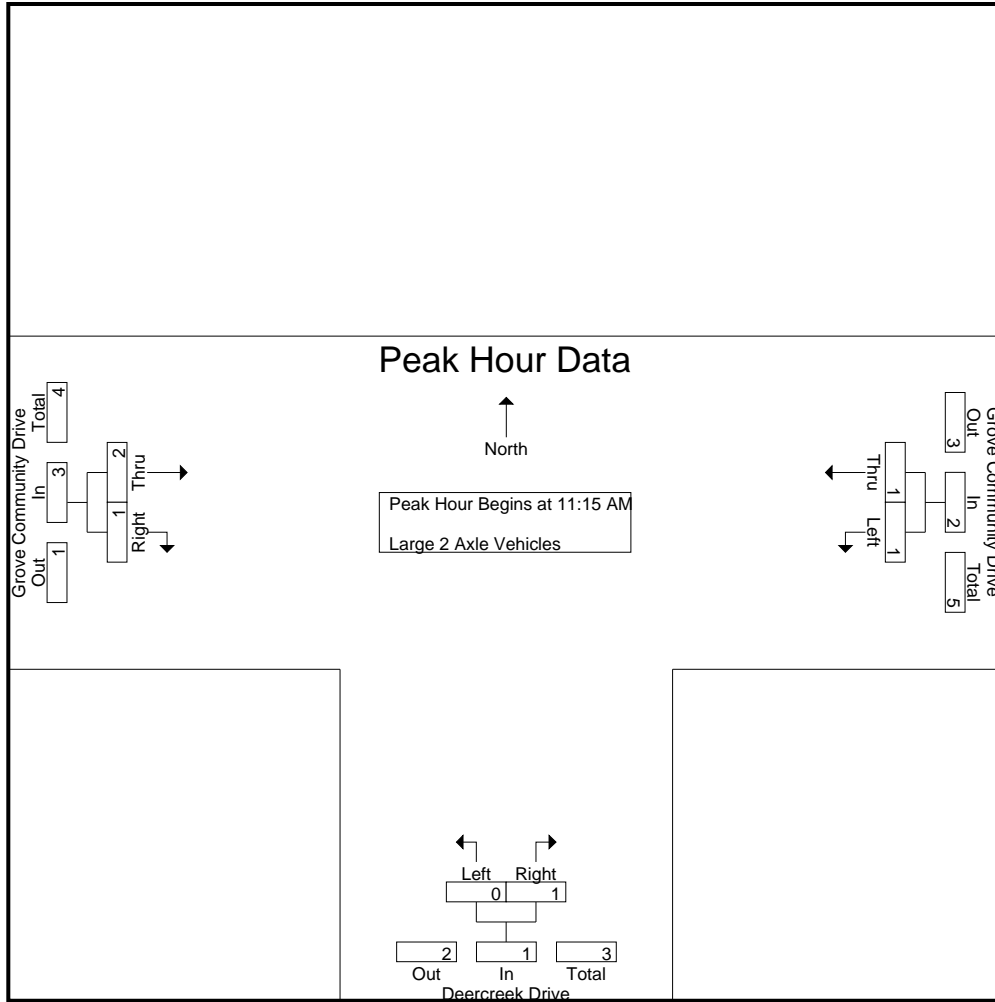 Peak Hour Data
North
Peak Hour Begins at 11:15 AM
Large 2 Axle Vehicles
Grove Community Drive
Total
4
In
3
Out
1
Thru
2
Right
1
Grove Community Drive
Out
3
In
2
Total
5
Thru
1
Left
1
Left Right
0 1
2 1 3
Out In Total
Deercreek Drive